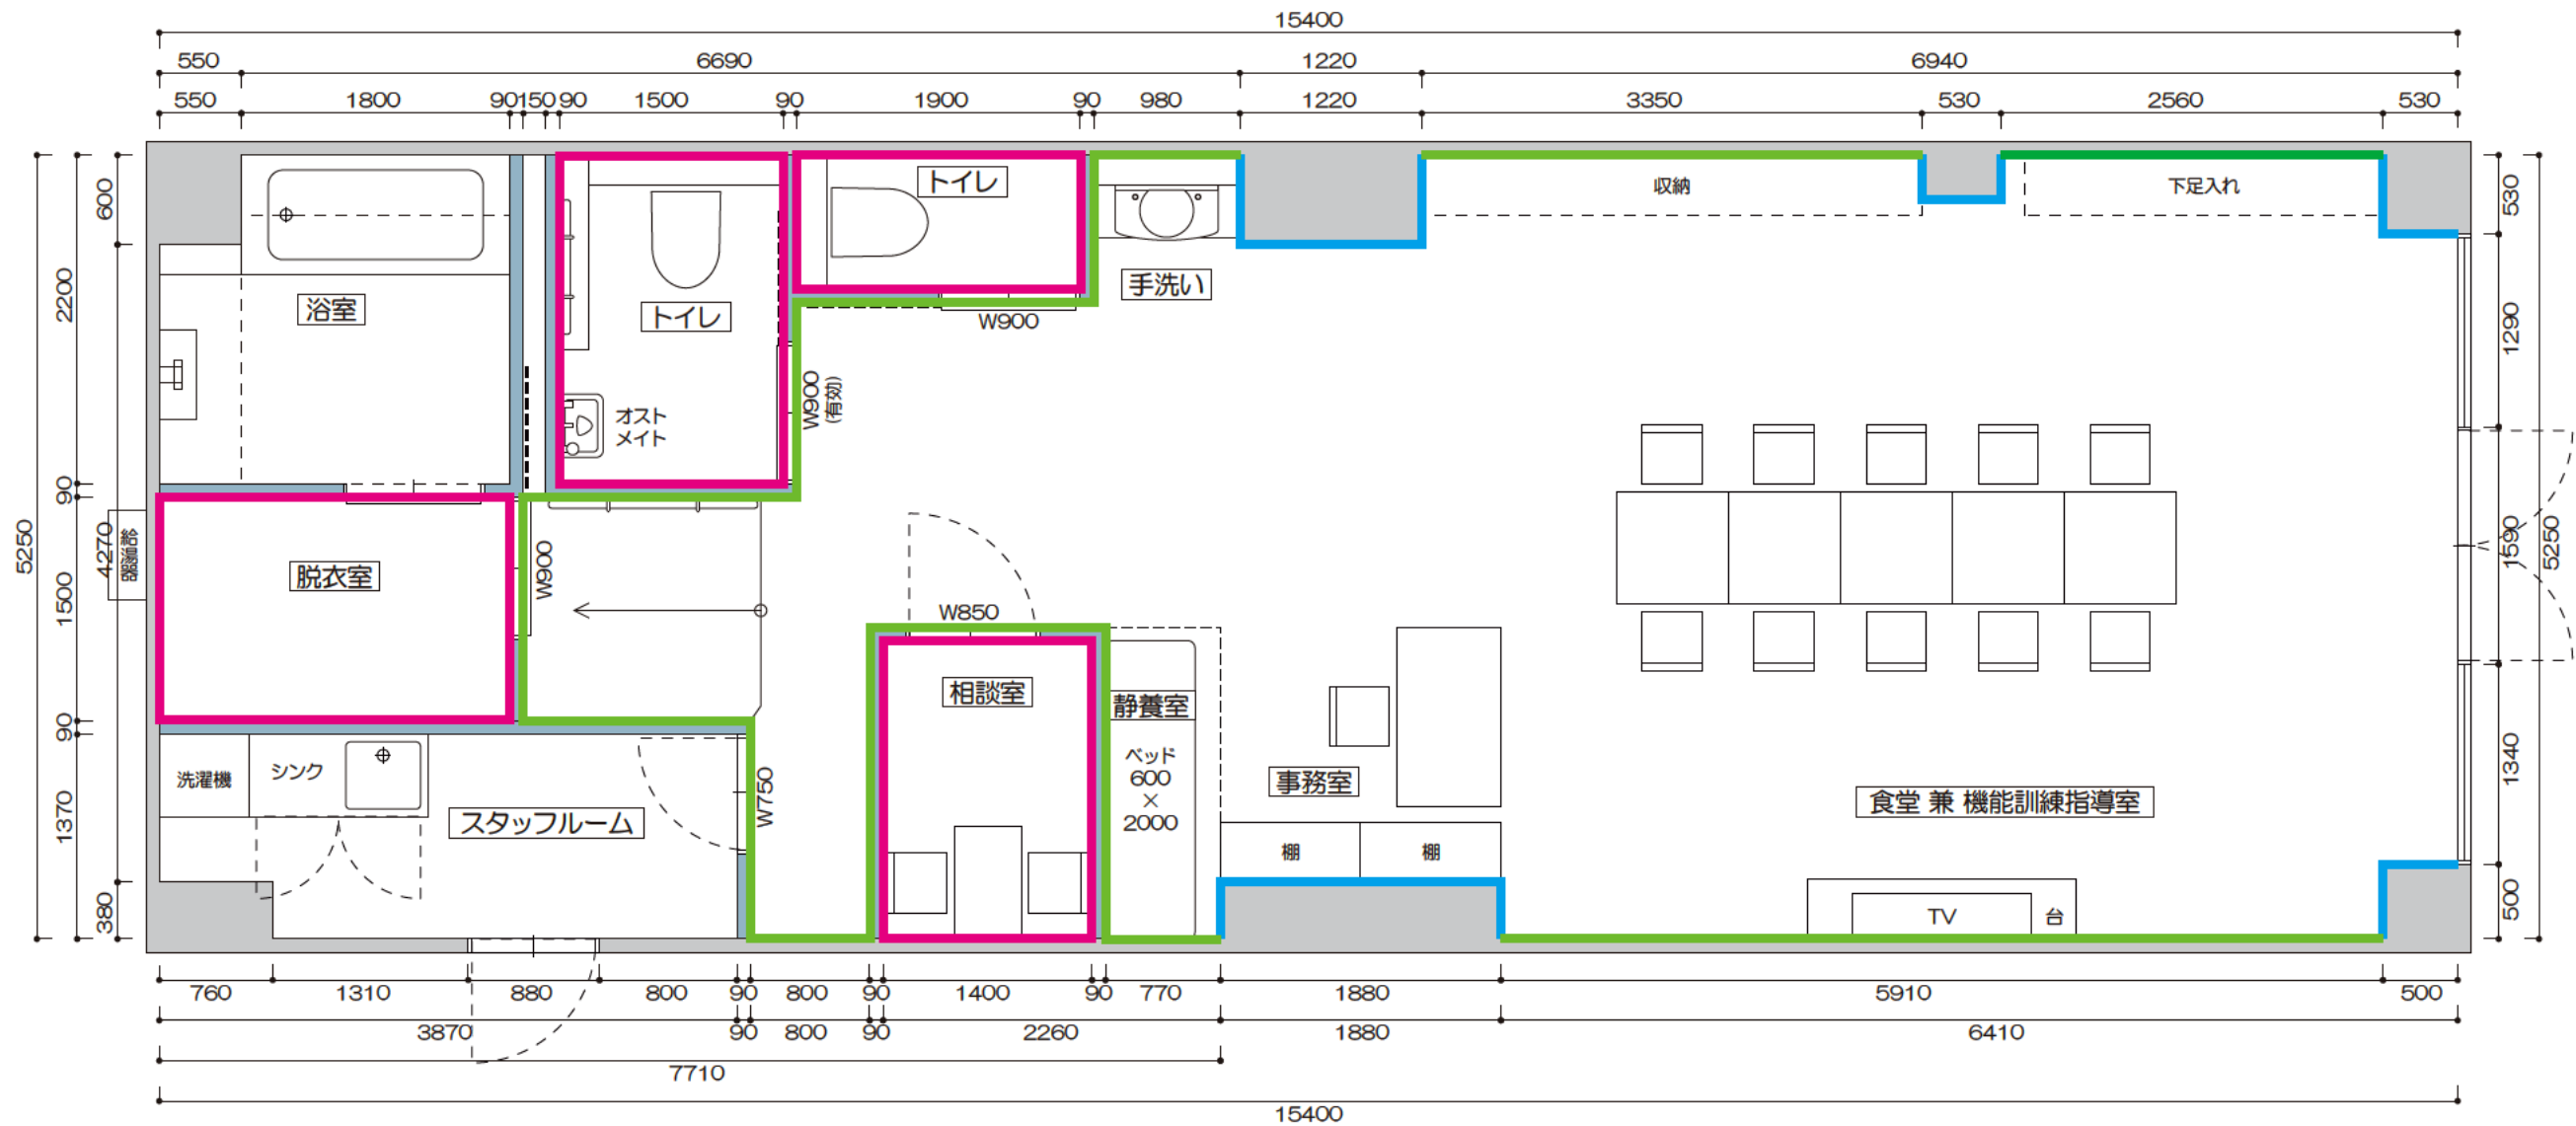 15400
550 6690 1220 6940
550 1800 90 150 90 1500 90 1900 90 980 1220 3350 530 2560 530
600
2200
90
1500
90
1370
5250
4270
380
給湯器
浴室
トイレ
オスト
メイト
トイレ
W900
W900
(有効)
手洗い
収納
下足入れ
530
1290
1590
5250
1340
500
脱衣室
W900
W850
相談室
静養室
ベッド
600
×
2000
洗濯機
シンク
スタッフルーム
W750
事務室
棚
棚
食堂 兼 機能訓練指導室
TV
台
760 1310 880 800 90 800 90 1400 90 770 1880 5910 500
3870 90 800 90 2260 1880 6410
7710
15400